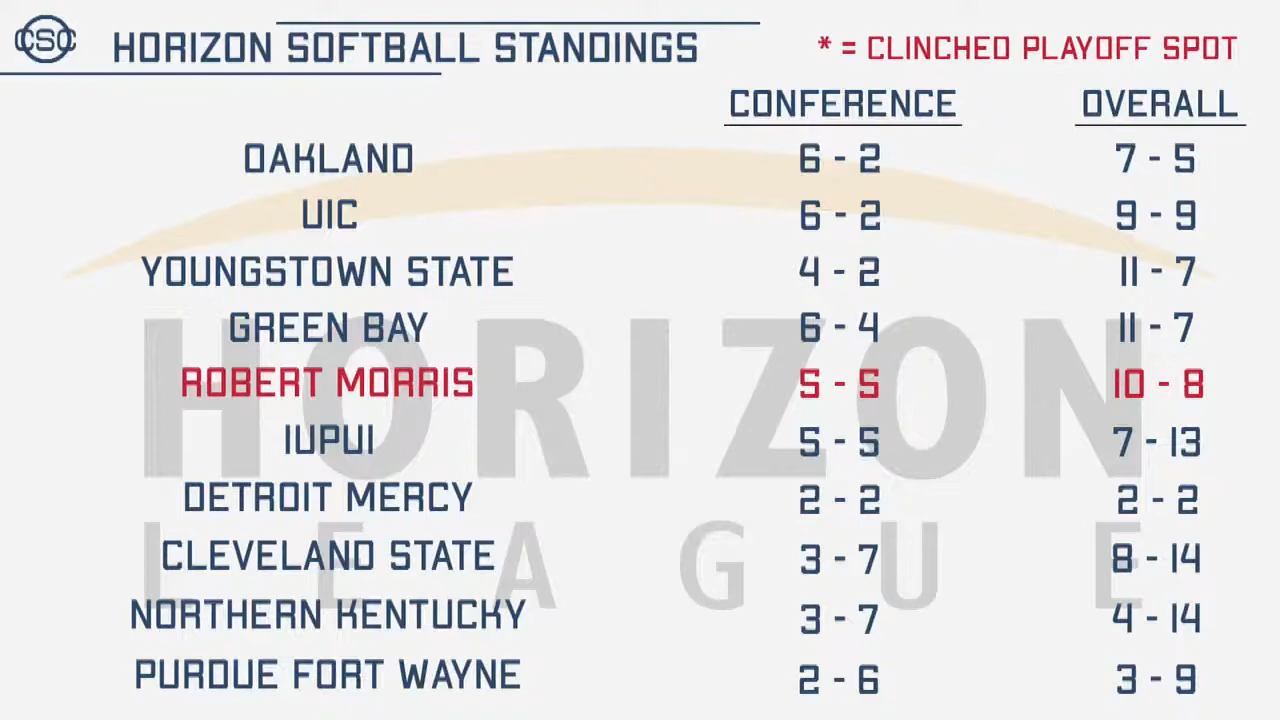 CSC
HORIZON SOFTBALL STANDINGS
* = CLINCHED PLAYOFF SPOT
CONFERENCE OVERALL
OAKLAND 6 - 2 7 - 5
UIC 6 - 2 9 - 9
YOUNGSTOWN STATE 4 - 2 11 - 7
GREEN BAY 6 - 4 11 - 7
ROBERT MORRIS 5 - 5 10 - 8
IUPUI 5 - 5 7 - 13
DETROIT MERCY 2 - 2 2 - 2
CLEVELAND STATE 3 - 7 8 - 14
NORTHERN KENTUCKY 3 - 7 4 - 14
PURDUE FORT WAYNE 2 - 6 3 - 9
HORIZON
LEAGUE